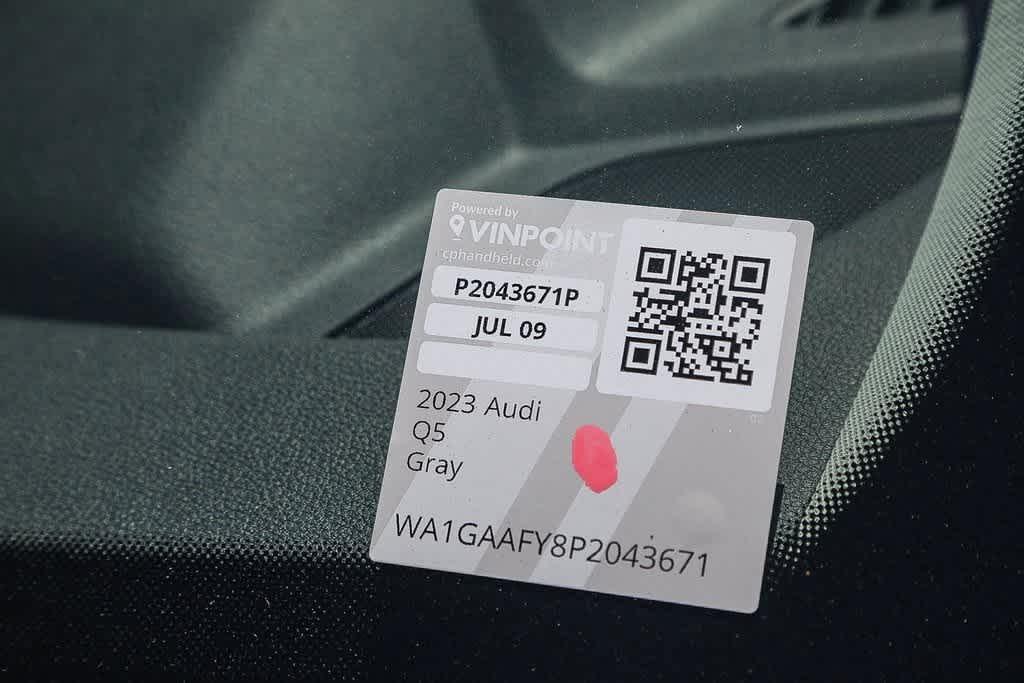 Powered by
VINPOINT
cphandheld.com
P2043671P
JUL 09
2023 Audi
Q5
Gray
WA1GAAFY8P2043671